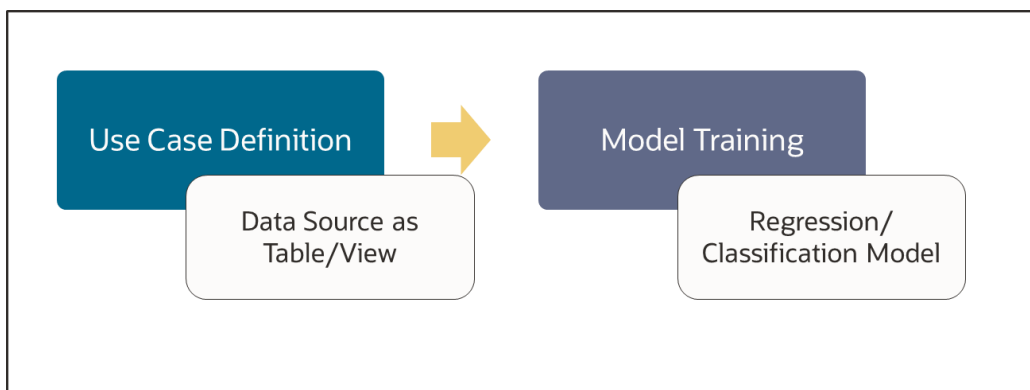 Use Case Definition
Data Source as
Table/View
Model Training
Regression/
Classification Model